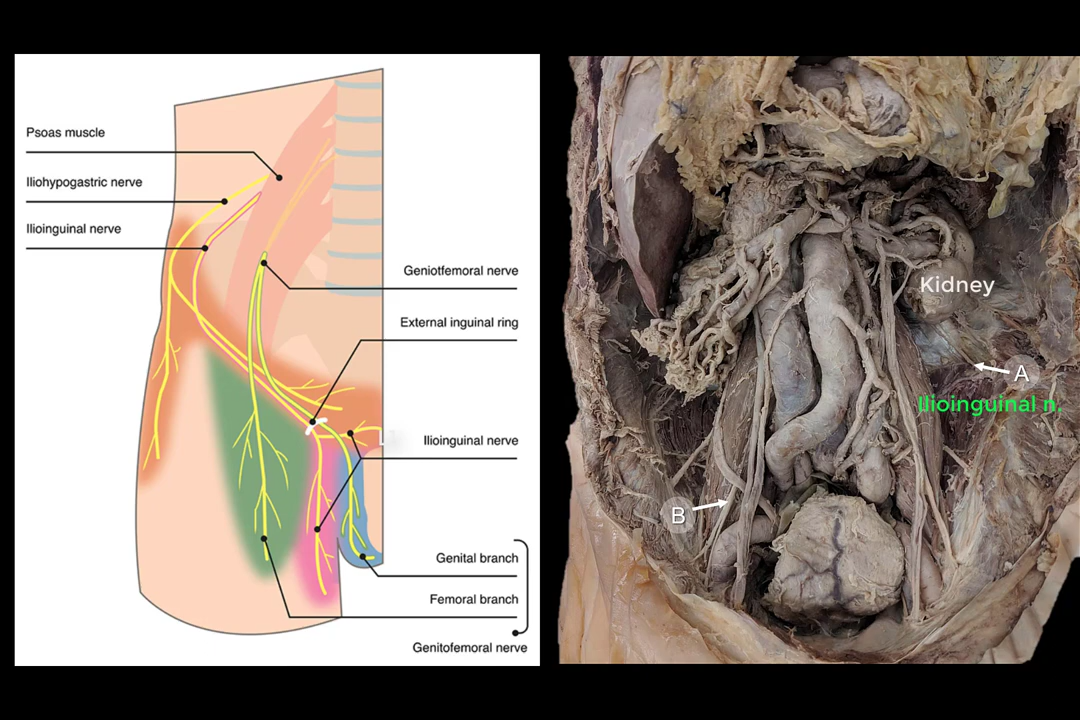 Psoas muscle
Iliohypogastric nerve
Ilioinguinal nerve
Geniotfemoral nerve
External inguinal ring
Ilioinguinal nerve
Genital branch
Femoral branch
Genitofemoral nerve
Kidney
A
Ilioinguinal n.
B